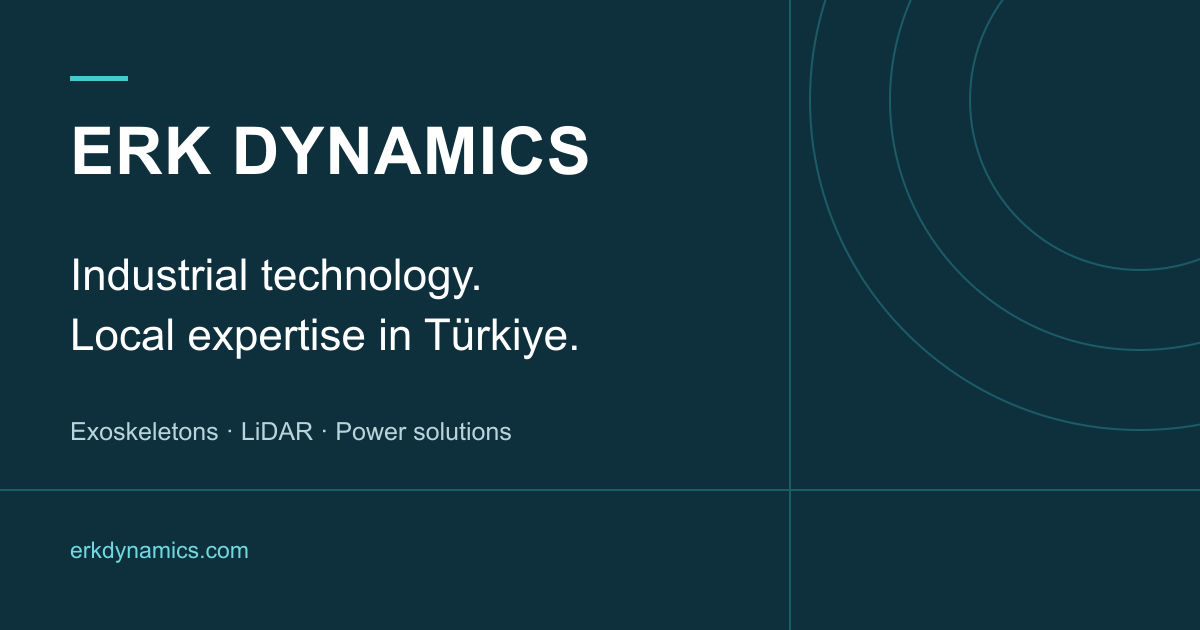 ERK DYNAMICS
Industrial technology.
Local expertise in Türkiye.
Exoskeletons · LiDAR · Power solutions
erkdynamics.com